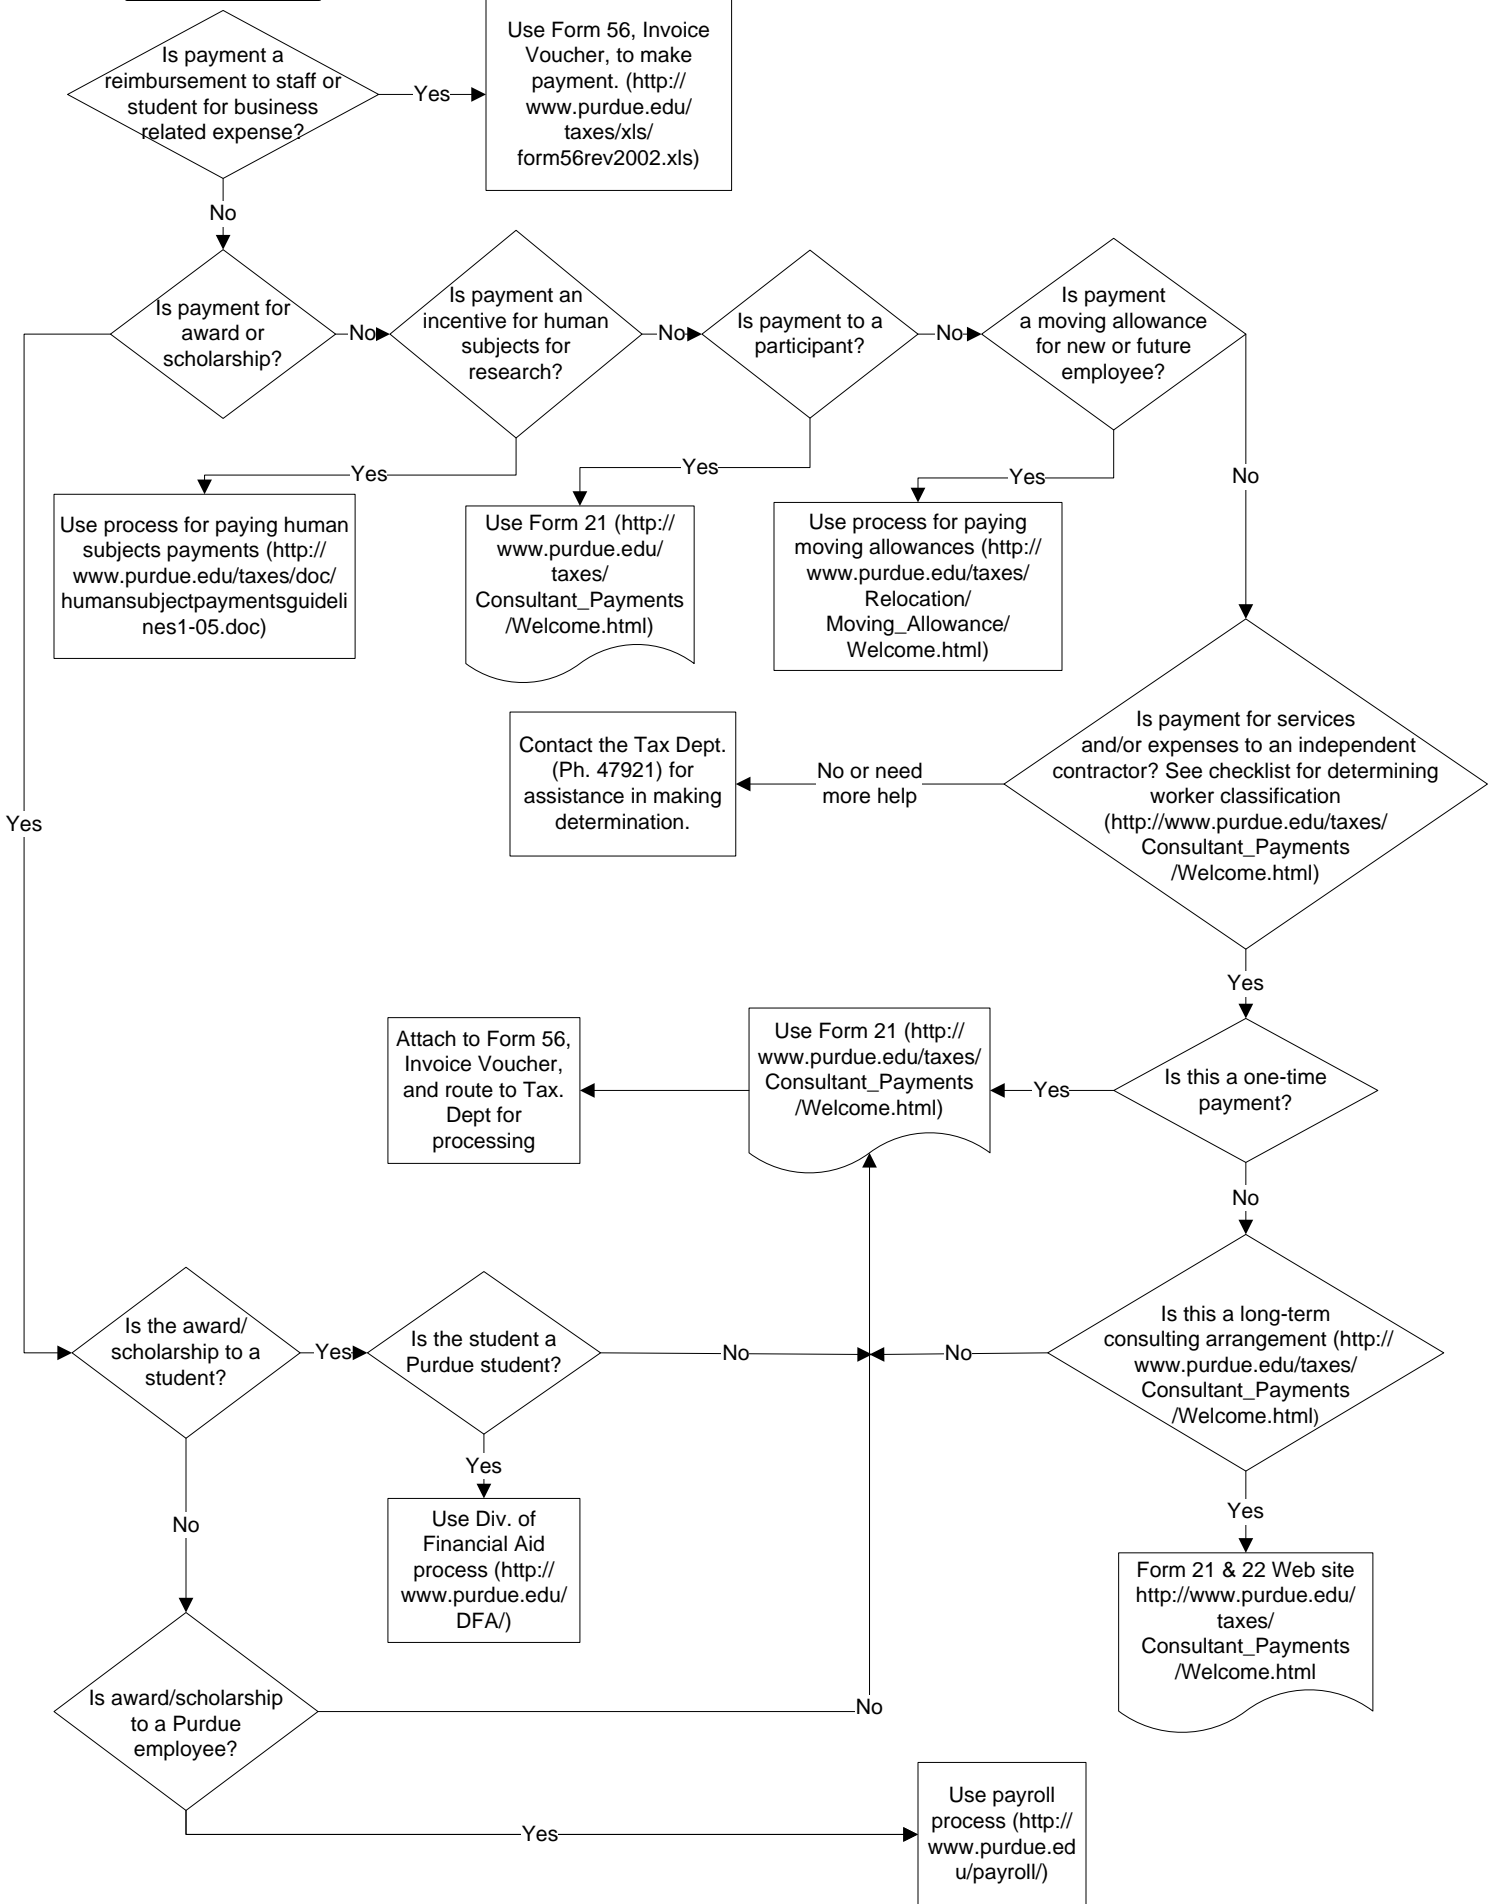 Is payment a
reimbursement to staff or
student for business
related expense?
Yes
Use Form 56, Invoice
Voucher, to make
payment. (http://
www.purdue.edu/
taxes/xls/
form56rev2002.xls)
No
Is payment for
award or
scholarship?
No
Is payment an
incentive for human
subjects for
research?
No
Is payment to a
participant?
No
Is payment
a moving allowance
for new or future
employee?
Yes
Yes
Yes
No
Use process for paying human
subjects payments (http://
www.purdue.edu/taxes/doc/
humansubjectpaymentsguideli
nes1-05.doc)
Use Form 21 (http://
www.purdue.edu/
taxes/
Consultant_Payments
/Welcome.html)
Use process for paying
moving allowances (http://
www.purdue.edu/taxes/
Relocation/
Moving_Allowance/
Welcome.html)
Contact the Tax Dept.
(Ph. 47921) for
assistance in making
determination.
No or need
more help
Is payment for services
and/or expenses to an independent
contractor? See checklist for determining
worker classification
(http://www.purdue.edu/taxes/
Consultant_Payments
/Welcome.html)
Yes
Yes
Attach to Form 56,
Invoice Voucher,
and route to Tax.
Dept for
processing
Use Form 21 (http://
www.purdue.edu/taxes/
Consultant_Payments
/Welcome.html)
Yes
Is this a one-time
payment?
No
Is the award/
scholarship to a
student?
Yes
Is the student a
Purdue student?
No
No
Is this a long-term
consulting arrangement (http://
www.purdue.edu/taxes/
Consultant_Payments
/Welcome.html)
Yes
Yes
No
Use Div. of
Financial Aid
process (http://
www.purdue.edu/
DFA/)
Form 21 & 22 Web site
http://www.purdue.edu/
taxes/
Consultant_Payments
/Welcome.html
Is award/scholarship
to a Purdue
employee?
No
Yes
Use payroll
process (http://
www.purdue.ed
u/payroll/)